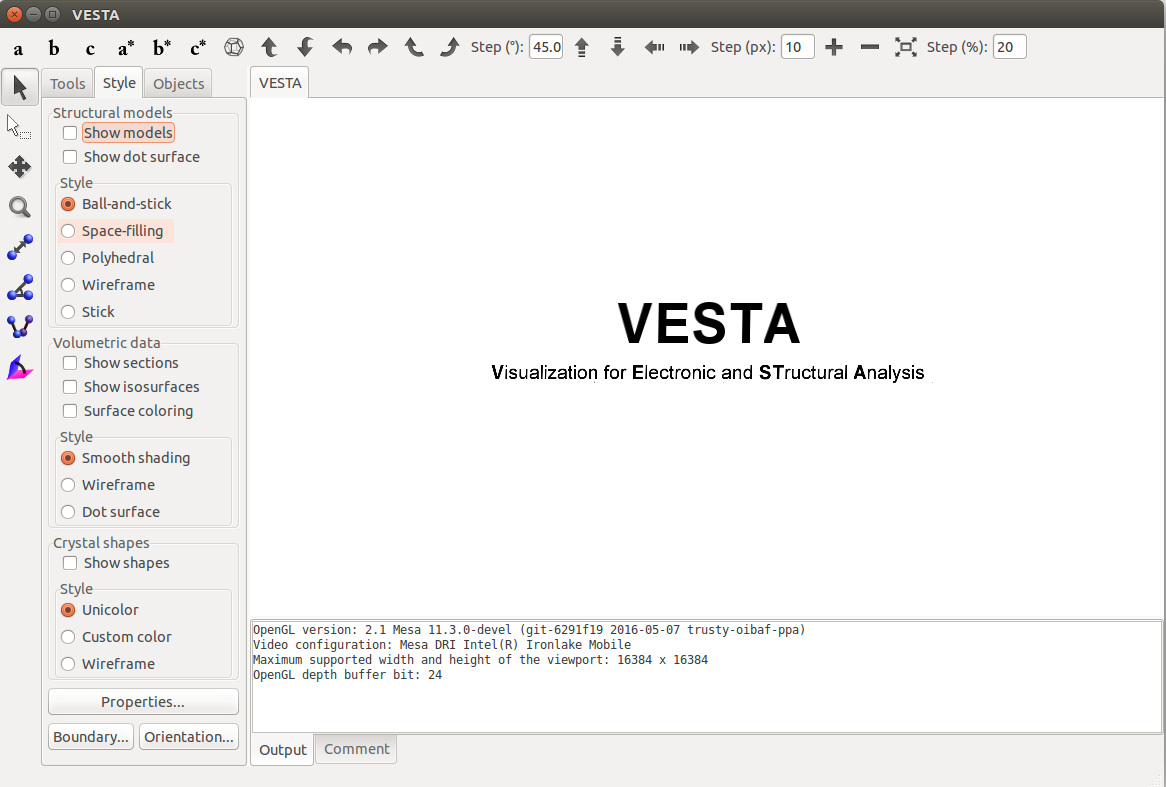 VESTA
a b c a* b* c* Step (°): 45.0 Step (px): 10 Step (%): 20
Tools Style Objects
VESTA
Structural models
Show models
Show dot surface
Style
Ball-and-stick
Space-filling
Polyhedral
Wireframe
Stick
Volumetric data
Show sections
Show isosurfaces
Surface coloring
Style
Smooth shading
Wireframe
Dot surface
Crystal shapes
Show shapes
Style
Unicolor
Custom color
Wireframe
Properties...
Boundary... Orientation...
VESTA
Visualization for Electronic and STructural Analysis
OpenGL version: 2.1 Mesa 11.3.0-devel (git-6291f19 2016-05-07 trusty-oibaf-ppa)
Video configuration: Mesa DRI Intel(R) Ironlake Mobile
Maximum supported width and height of the viewport: 16384 x 16384
OpenGL depth buffer bit: 24
Output Comment